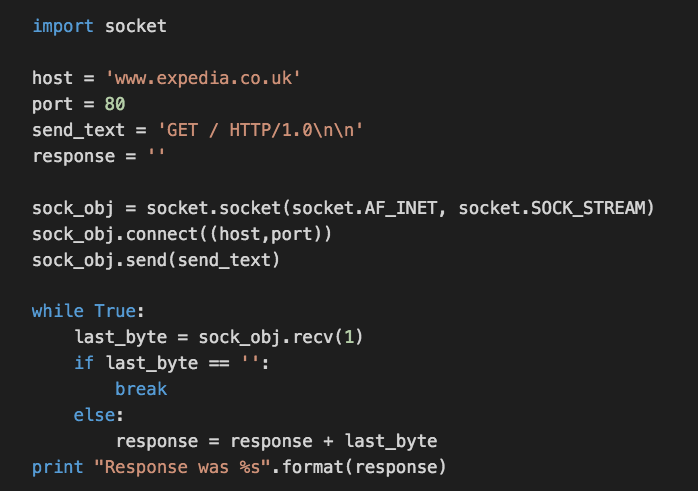 import socket

host = 'www.expedia.co.uk'
port = 80
send_text = 'GET / HTTP/1.0\n\n'
response = ''

sock_obj = socket.socket(socket.AF_INET, socket.SOCK_STREAM)
sock_obj.connect((host,port))
sock_obj.send(send_text)

while True:
    last_byte = sock_obj.recv(1)
    if last_byte == '':
        break
    else:
        response = response + last_byte
print "Response was %s".format(response)